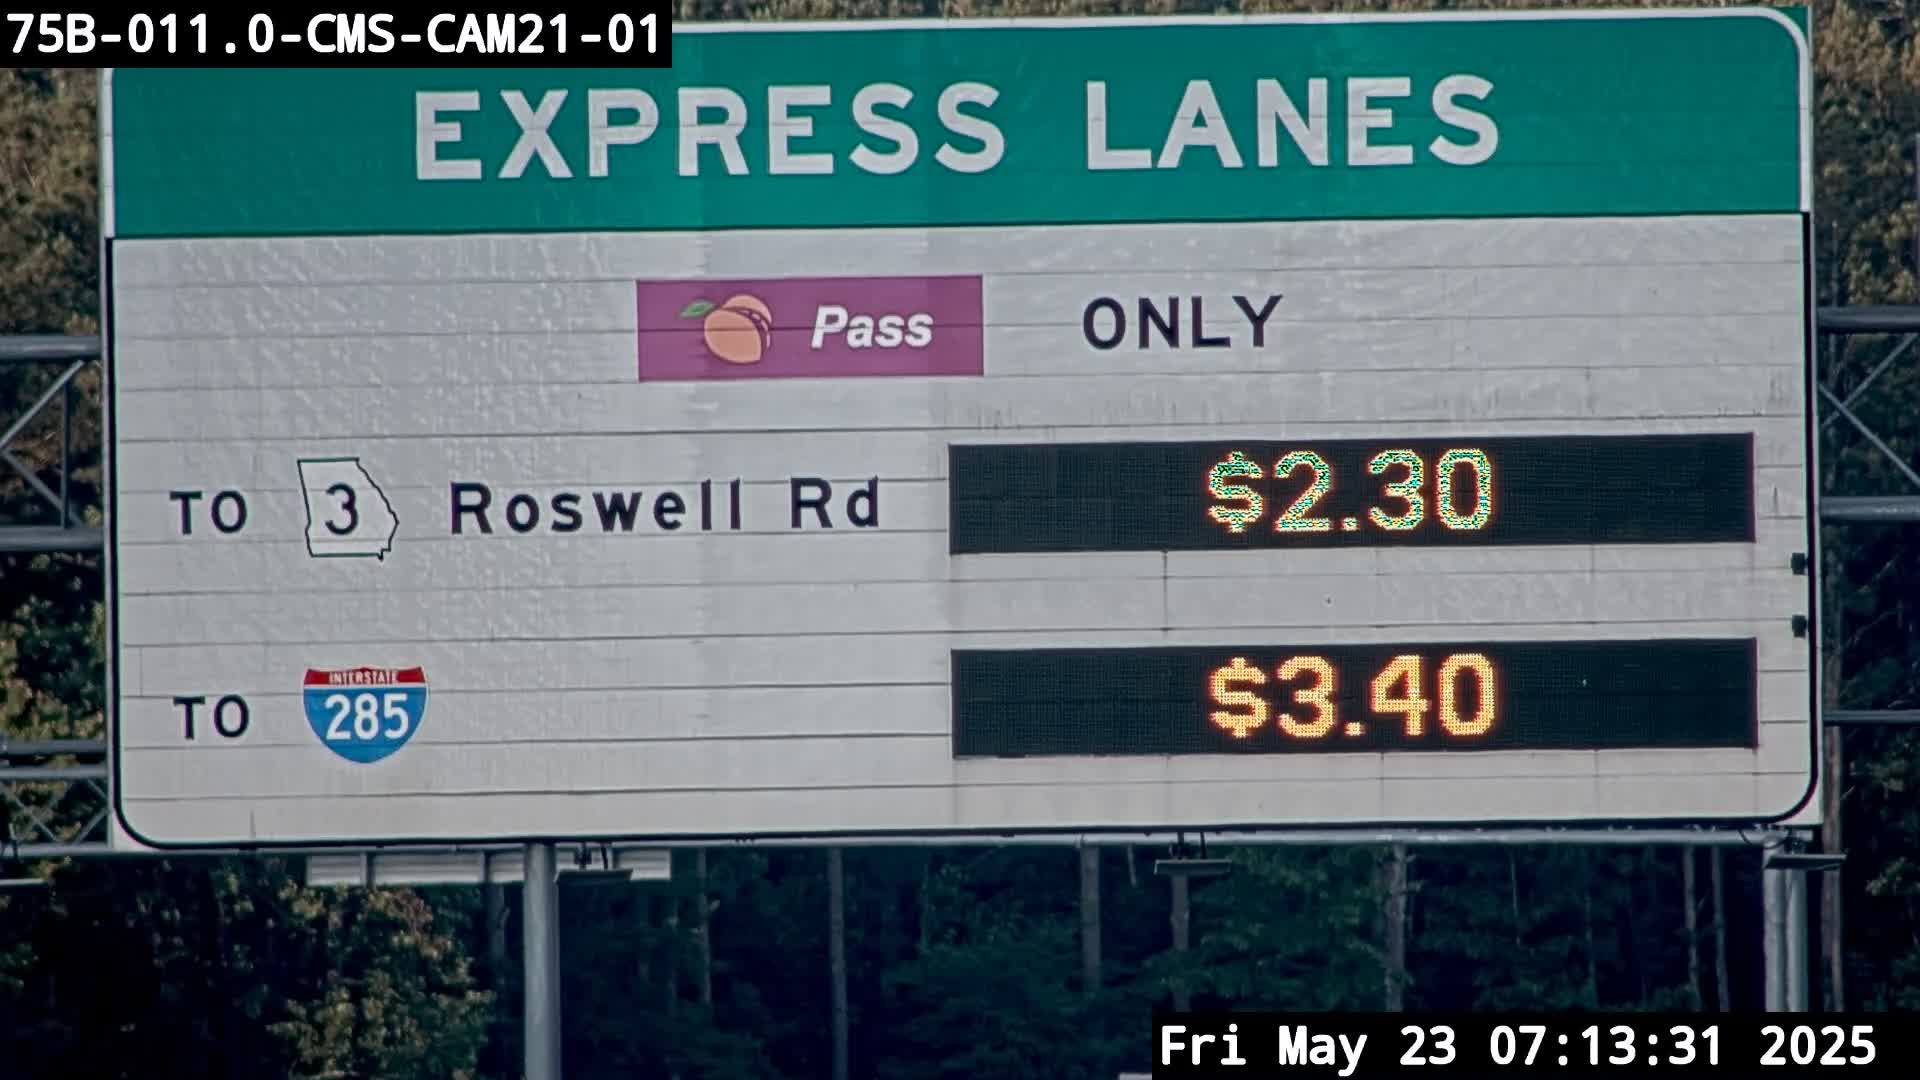 75B-011.0-CMS-CAM21-01
EXPRESS LANES
Pass ONLY
TO 3 Roswell Rd $2.30
INTERSTATE
TO 285 $3.40
Fri May 23 07:13:31 2025